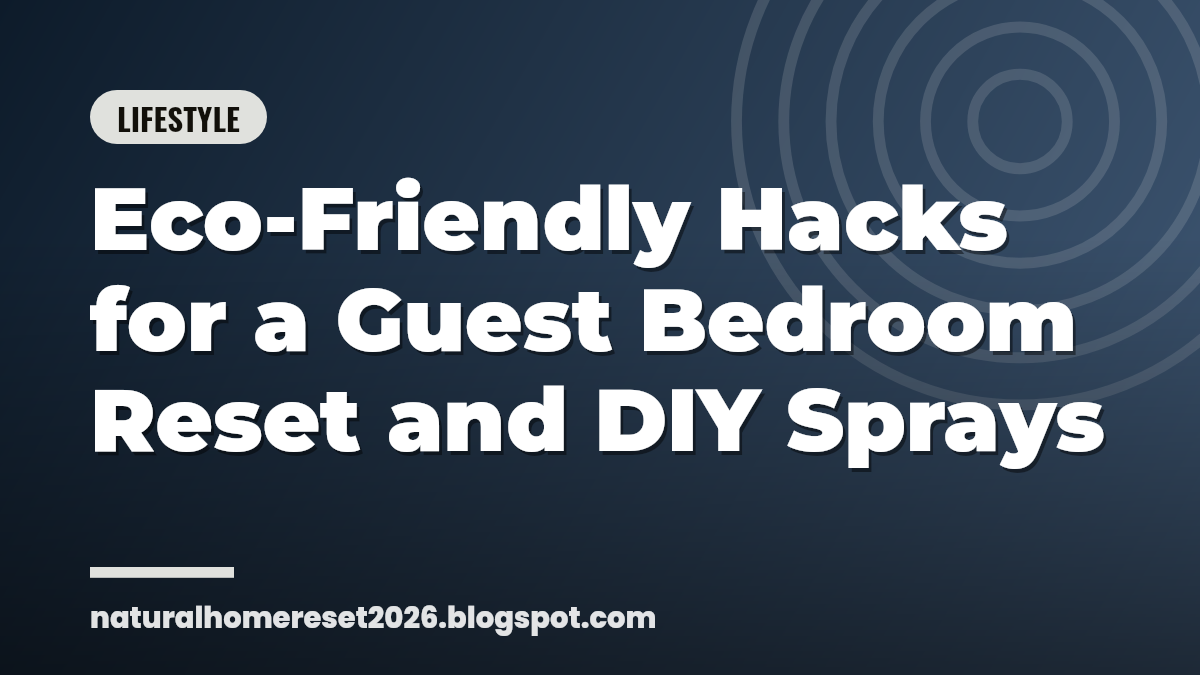 LIFESTYLE
Eco-Friendly Hacks
for a Guest Bedroom
Reset and DIY Sprays
naturalhomereset2026.blogspot.com